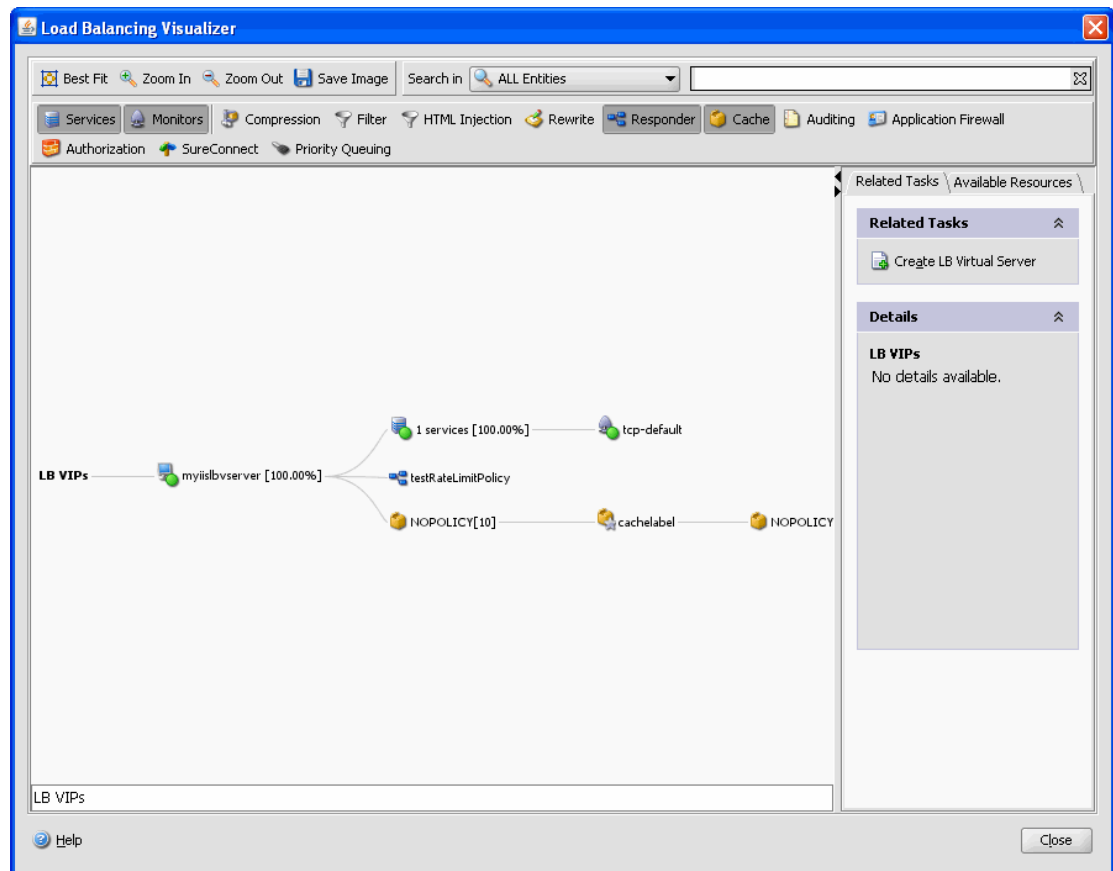 Load Balancing Visualizer
Best Fit Zoom In Zoom Out Save Image Search in ALL Entities
Services Monitors Compression Filter HTML Injection Rewrite Responder Cache Auditing Application Firewall
Authorization SureConnect Priority Queuing
Related Tasks Available Resources
Related Tasks
Create LB Virtual Server
Details
LB VIPs
No details available.
1 services [100.00%] tcp-default
LB VIPs myiislbvserver [100.00%] testRateLimitPolicy
NOPOLICY[10] cachelabel NOPOLICY
LB VIPs
Help Close